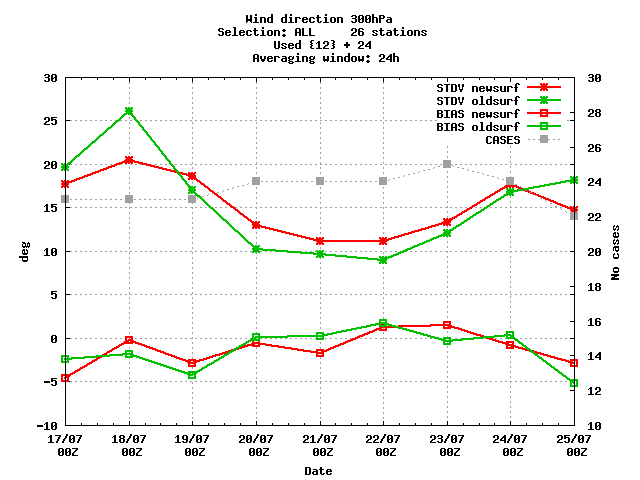 Wind direction 300hPa
Selection: ALL 26 stations
Used {12} + 24
Averaging window: 24h
30
25
20
15
10
5
0
-5
-10
deg
30
28
26
24
22
20
18
16
14
12
10
No cases
STDV newsurf
STDV oldsurf
BIAS newsurf
BIAS oldsurf
CASES
17/07 18/07 19/07 20/07 21/07 22/07 23/07 24/07 25/07
00Z 00Z 00Z 00Z 00Z 00Z 00Z 00Z 00Z
Date